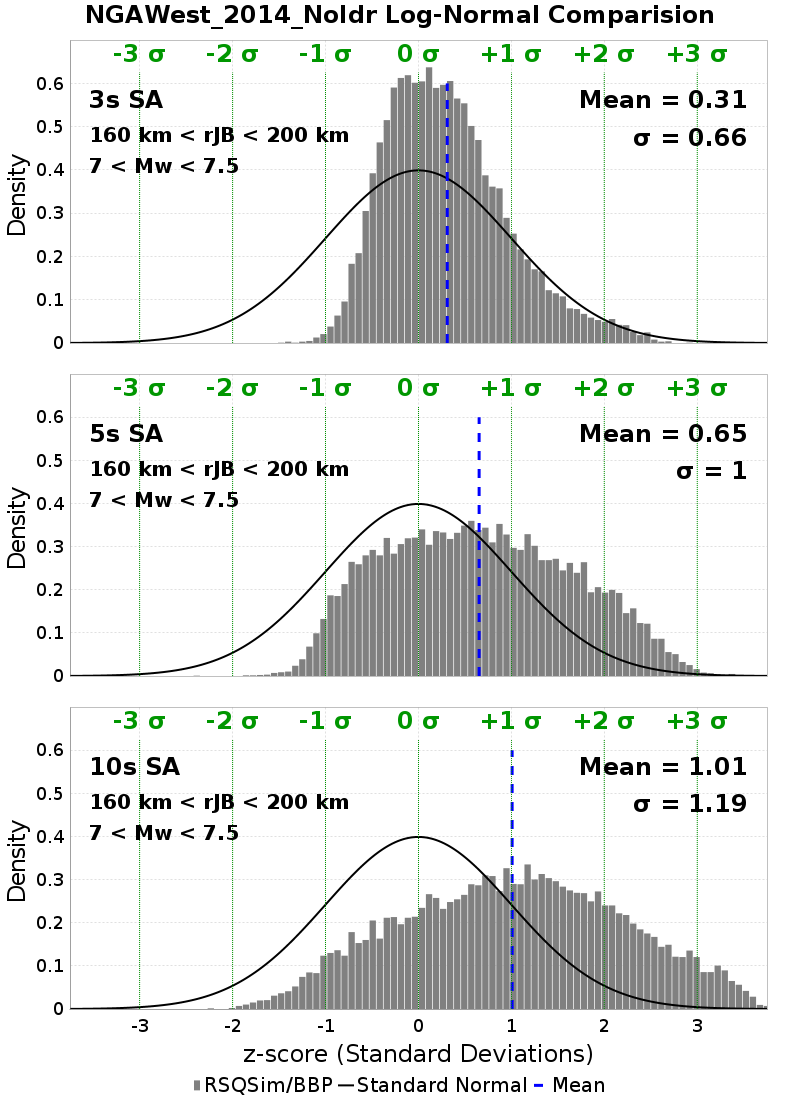 NGAWest_2014_NoIdr Log-Normal Comparision
-3 σ -2 σ -1 σ 0 σ +1 σ +2 σ +3 σ
0.6
3s SA Mean = 0.31
0.5
160 km < rJB < 200 km σ = 0.66
0.4
7 < Mw < 7.5
0.3
0.2
0.1
0
Density
-3 σ -2 σ -1 σ 0 σ +1 σ +2 σ +3 σ
0.6
5s SA Mean = 0.65
0.5
160 km < rJB < 200 km σ = 1
0.4
7 < Mw < 7.5
0.3
0.2
0.1
0
Density
-3 σ -2 σ -1 σ 0 σ +1 σ +2 σ +3 σ
0.6
10s SA Mean = 1.01
0.5
160 km < rJB < 200 km σ = 1.19
0.4
7 < Mw < 7.5
0.3
0.2
0.1
0
Density
-3 -2 -1 0 1 2 3
z-score (Standard Deviations)
RSQSim/BBP Standard Normal Mean